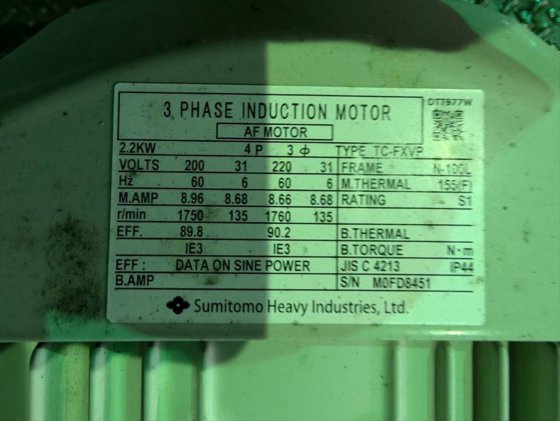 3 PHASE INDUCTION MOTOR
DTT977W
AF MOTOR
2.2KW 4 P 3 Φ TYPE TC-FXVP
VOLTS 200 31 220 31 FRAME N-100L
Hz 60 6 60 6 M.THERMAL 155(F)
M.AMP 8.96 8.68 8.66 8.68 RATING S1
r/min 1750 135 1760 135
EFF. 89.8 90.2 B.THERMAL
IE3 IE3 B.TORQUE N-m
EFF : DATA ON SINE POWER JIS C 4213 IP44
B.AMP S/N M0FD8451
Sumitomo Heavy Industries, Ltd.